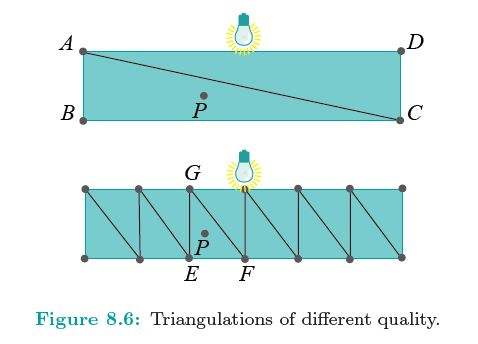 A
D
B
P
C
G
P
E F
Figure 8.6: Triangulations of different quality.